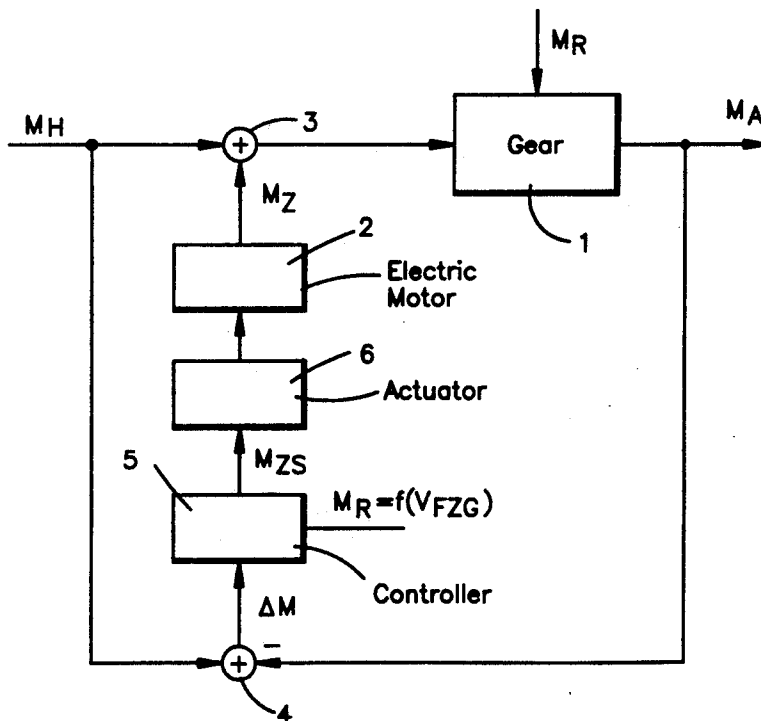 M_R
M_H
3
M_A
Gear
M_Z
1
2
Electric
Motor
6
Actuator
M_ZS
5
M_R=f(V_FZG)
Controller
ΔM
−
4
+
+